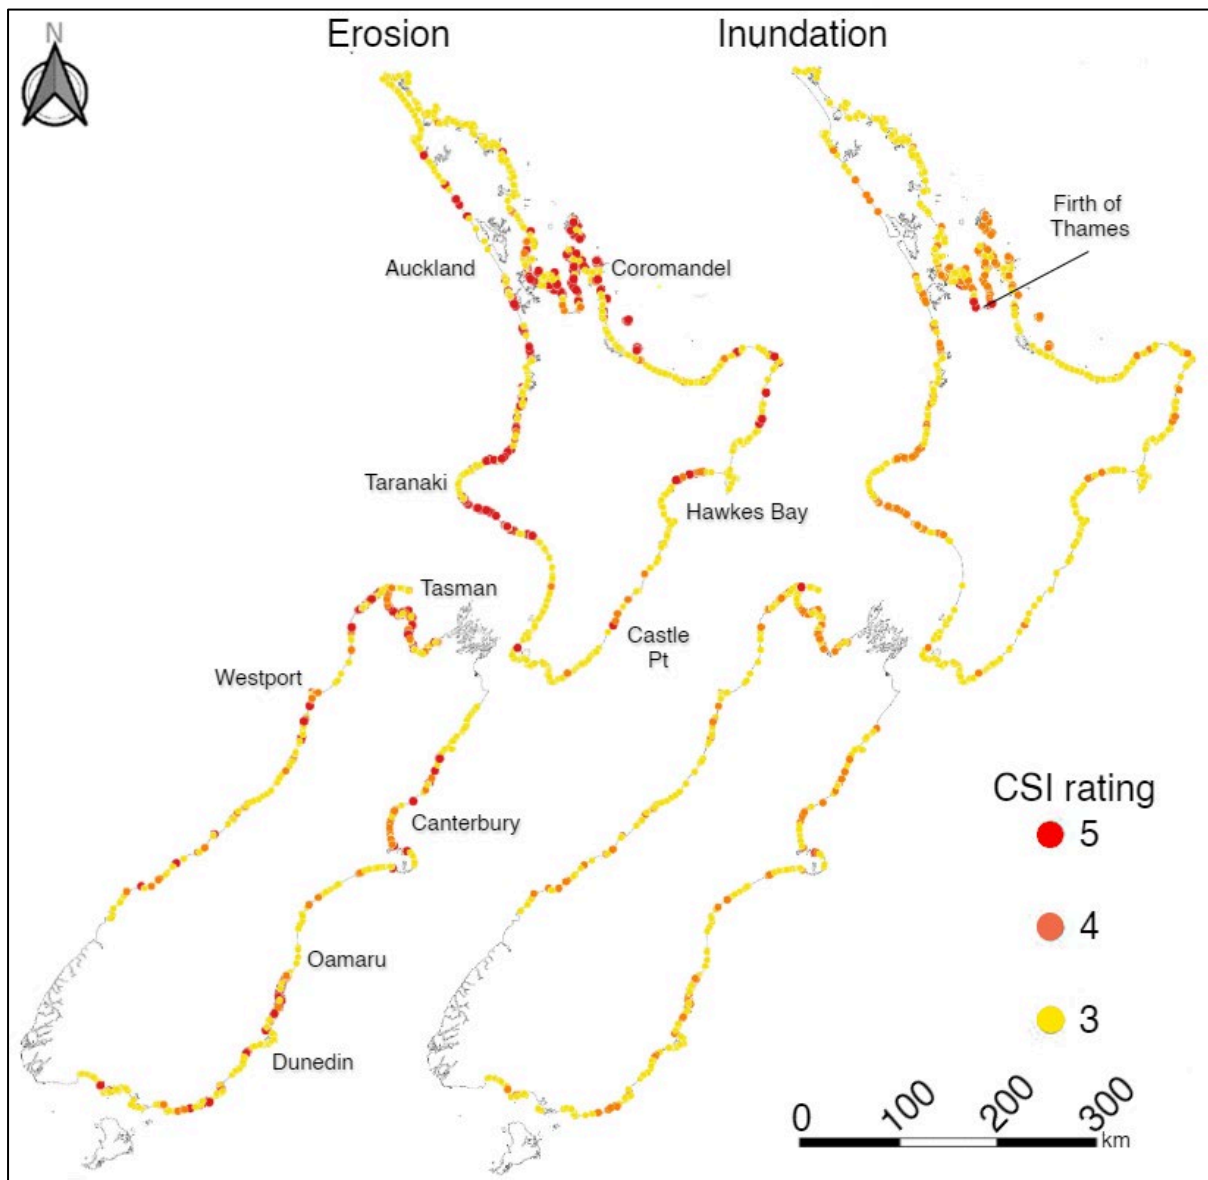 N
Erosion
Inundation
Firth of
Thames
Auckland
Coromandel
Taranaki
Hawkes Bay
Tasman
Castle
Pt
Westport
CSI rating
5
Canterbury
4
Oamaru
3
Dunedin
0 100 200 300
km